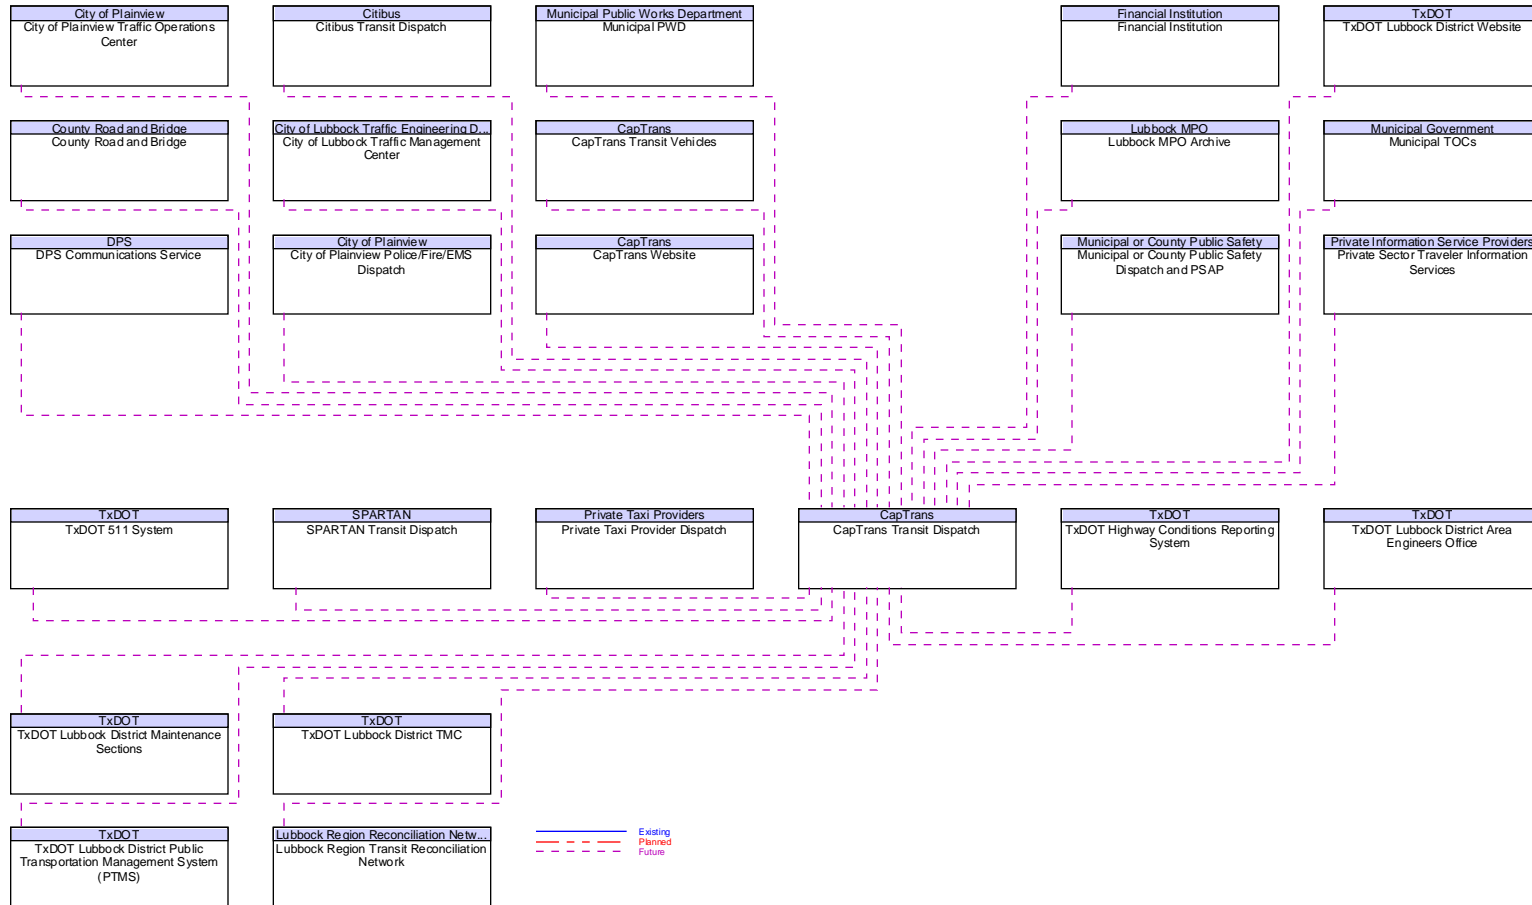 City of Plainview
City of Plainview Traffic Operations
Center
Citibus
Citibus Transit Dispatch
Municipal Public Works Department
Municipal PWD
Financial Institution
Financial Institution
TxDOT
TxDOT Lubbock District Website
County Road and Bridge
County Road and Bridge
City of Lubbock Traffic Engineering D...
City of Lubbock Traffic Management
Center
CapTrans
CapTrans Transit Vehicles
Lubbock MPO
Lubbock MPO Archive
Municipal Government
Municipal TOCs
DPS
DPS Communications Service
City of Plainview
City of Plainview Police/Fire/EMS
Dispatch
CapTrans
CapTrans Website
Municipal or County Public Safety
Municipal or County Public Safety
Dispatch and PSAP
Private Information Service Providers
Private Sector Traveler Information
Services
TxDOT
TxDOT 511 System
SPARTAN
SPARTAN Transit Dispatch
Private Taxi Providers
Private Taxi Provider Dispatch
CapTrans
CapTrans Transit Dispatch
TxDOT
TxDOT Highway Conditions Reporting
System
TxDOT
TxDOT Lubbock District Area
Engineers Office
TxDOT
TxDOT Lubbock District Maintenance
Sections
TxDOT
TxDOT Lubbock District TMC
TxDOT
TxDOT Lubbock District Public
Transportation Management System
(PTMS)
Lubbock Region Reconciliation Netw...
Lubbock Region Transit Reconciliation
Network
Existing
Planned
Future